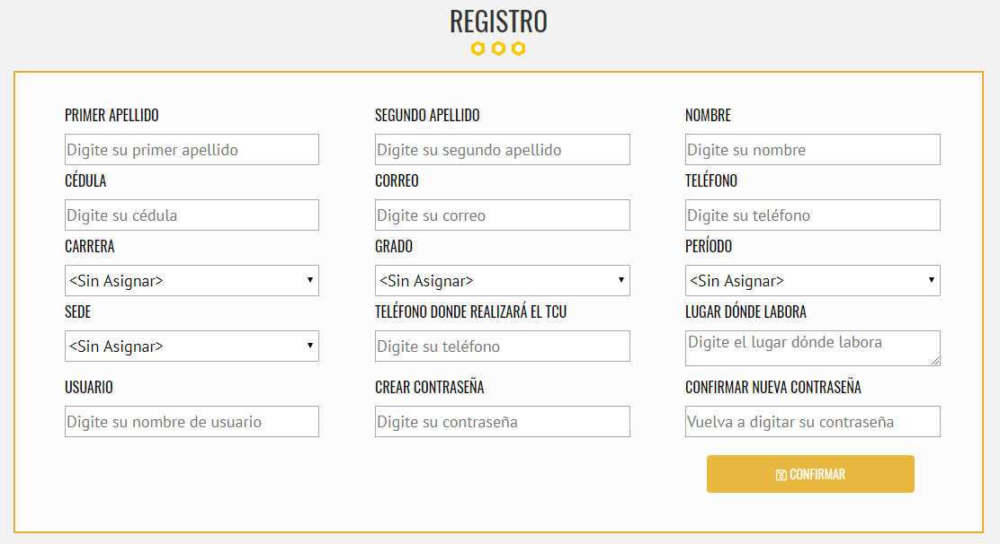 REGISTRO
PRIMER APELLIDO SEGUNDO APELLIDO NOMBRE
Digite su primer apellido Digite su segundo apellido Digite su nombre
CÉDULA CORREO TELÉFONO
Digite su cédula Digite su correo Digite su teléfono
CARRERA GRADO PERÍODO
<Sin Asignar> <Sin Asignar> <Sin Asignar>
SEDE TELÉFONO DONDE REALIZARÁ EL TCU LUGAR DÓNDE LABORA
<Sin Asignar> Digite su teléfono Digite el lugar dónde labora
USUARIO CREAR CONTRASEÑA CONFIRMAR NUEVA CONTRASEÑA
Digite su nombre de usuario Digite su contraseña Vuelva a digitar su contraseña
CONFIRMAR